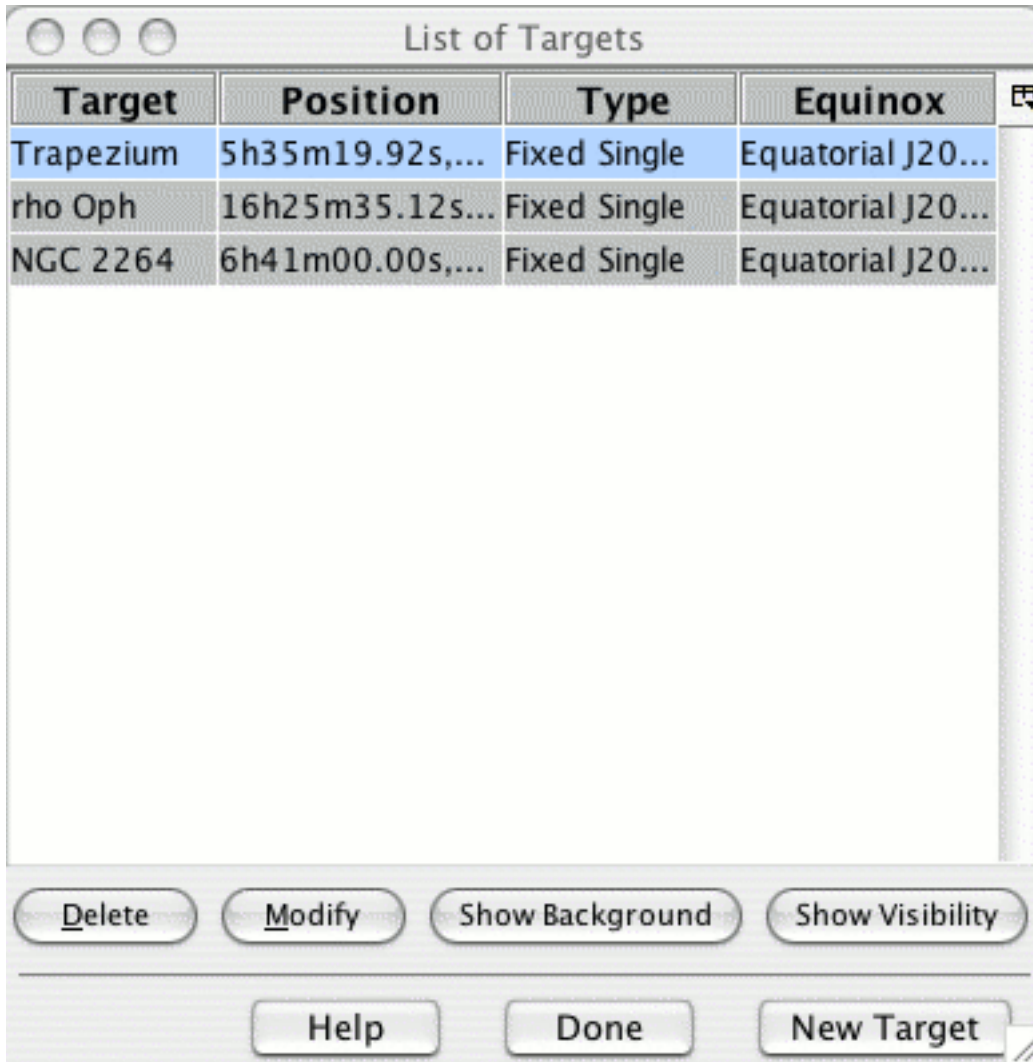 List of Targets
Target Position Type Equinox
Trapezium 5h35m19.92s,... Fixed Single Equatorial J20...
rho Oph 16h25m35.12s... Fixed Single Equatorial J20...
NGC 2264 6h41m00.00s,... Fixed Single Equatorial J20...
Delete Modify Show Background Show Visibility
Help Done New Target